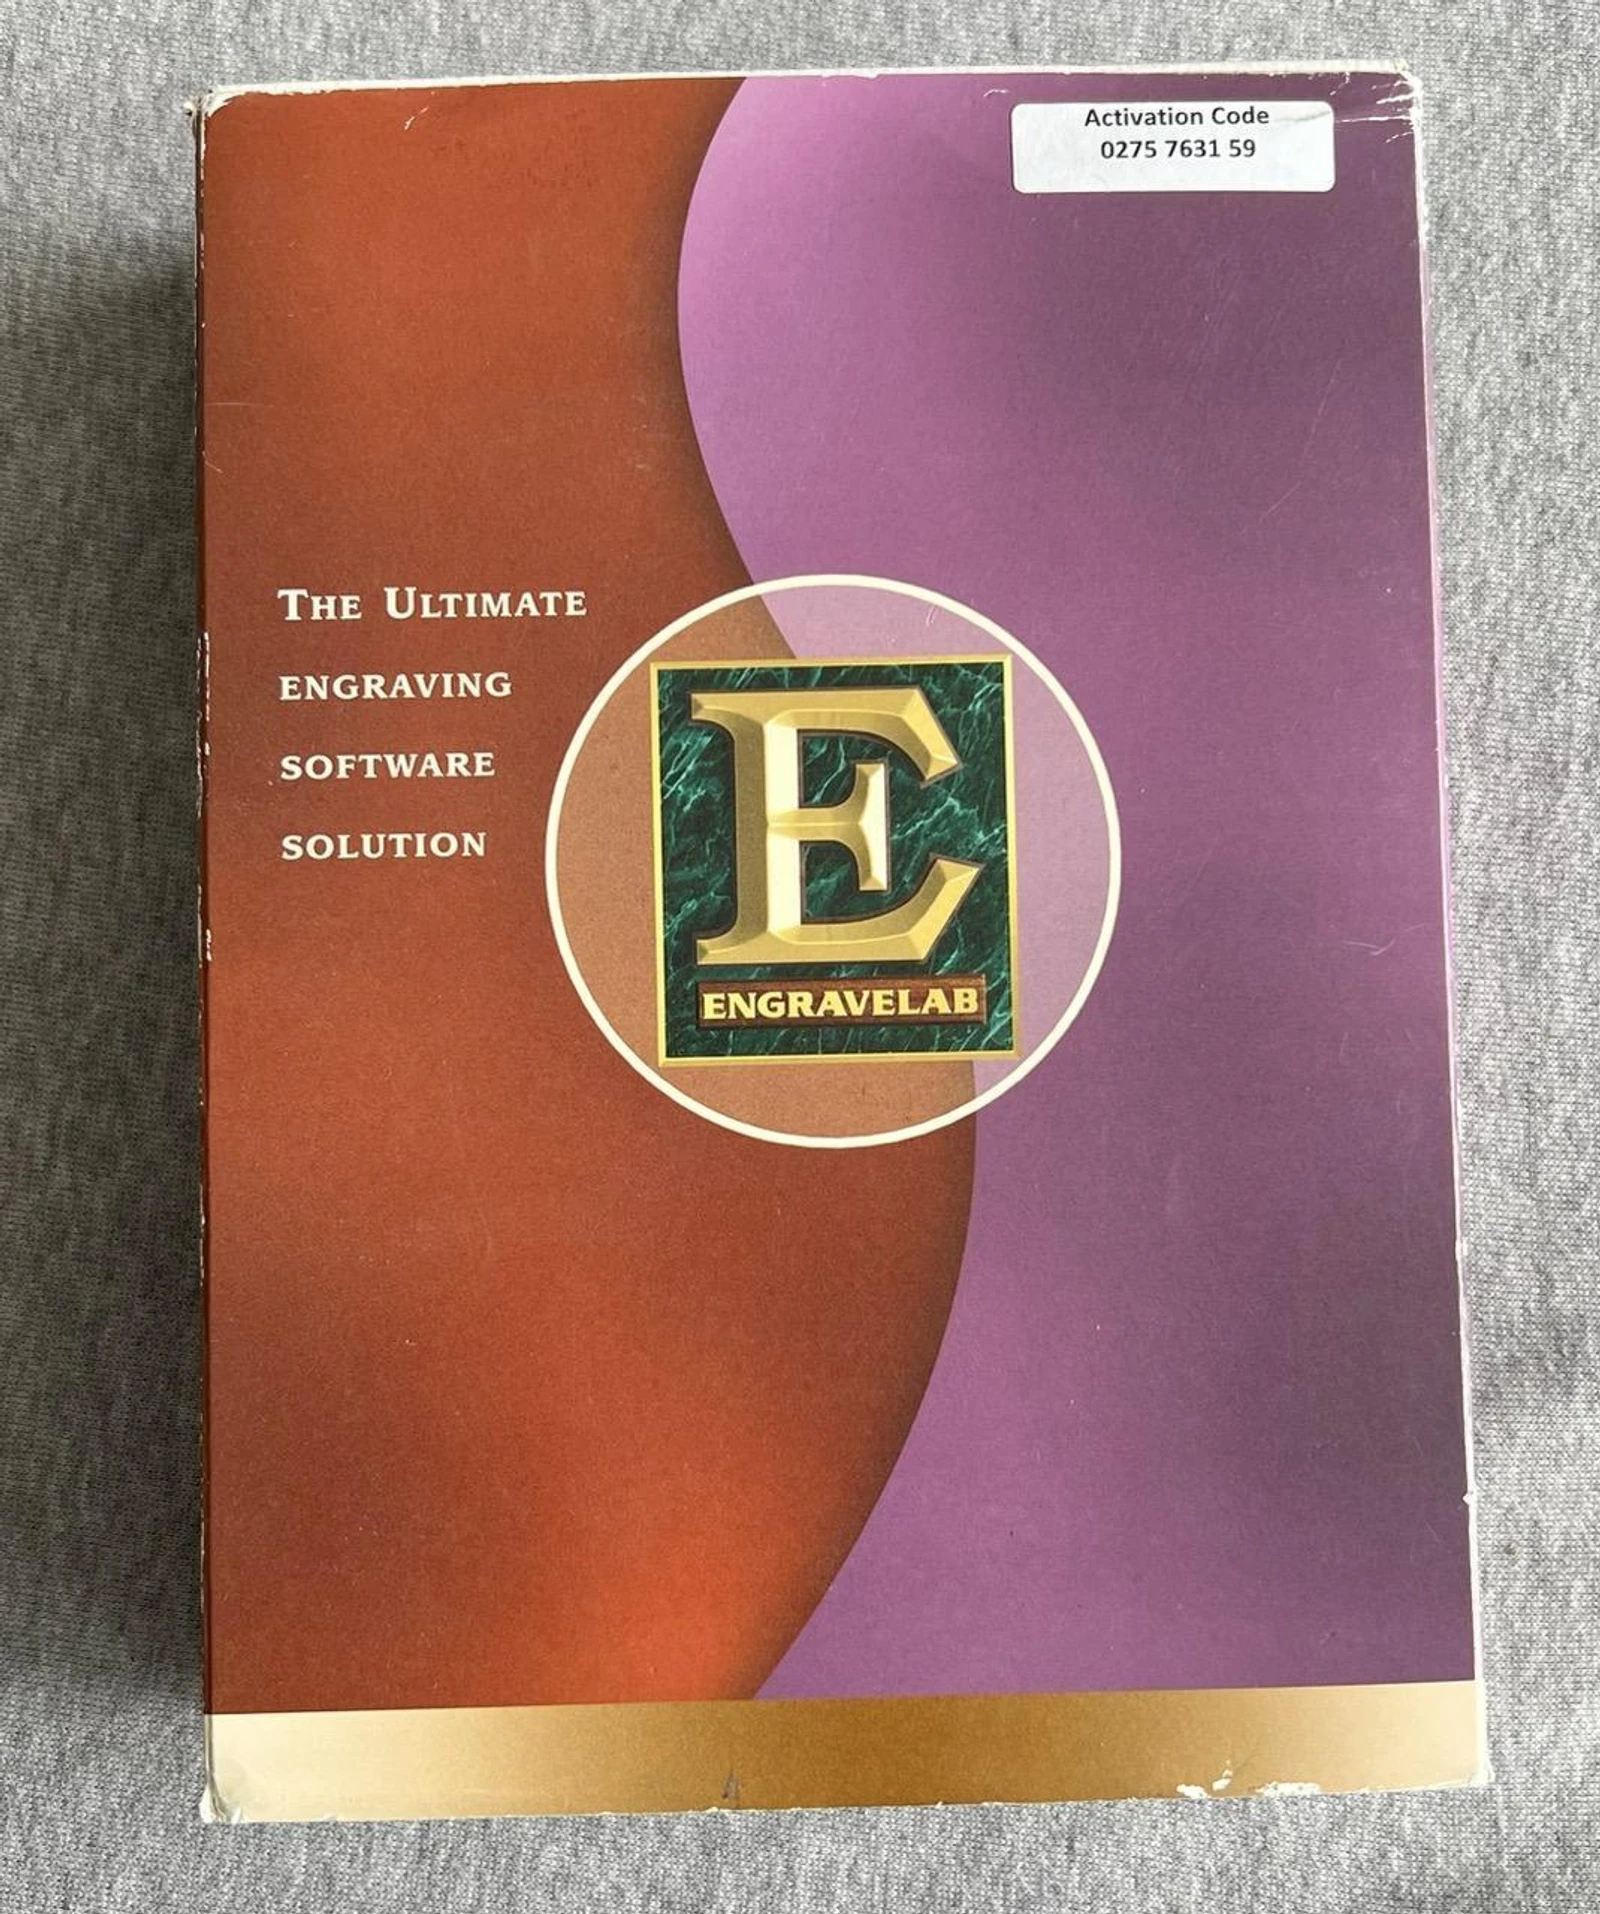 Activation Code
0275 7631 59
THE ULTIMATE
ENGRAVING
SOFTWARE
SOLUTION
E
ENGRAVELAB